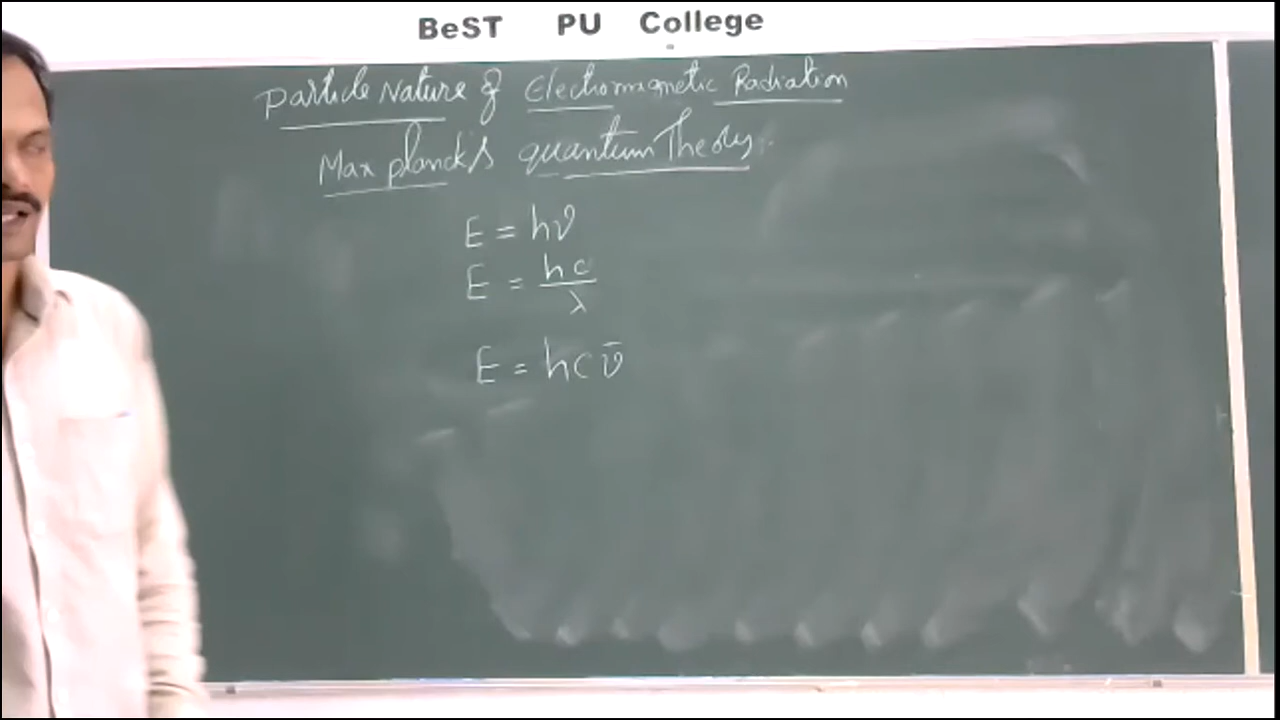 BeST PU College
Particle Nature of Electromagnetic Radiation
Max planck's quantum Theory:-
E = hν
E = hc/λ
E = hcν̄